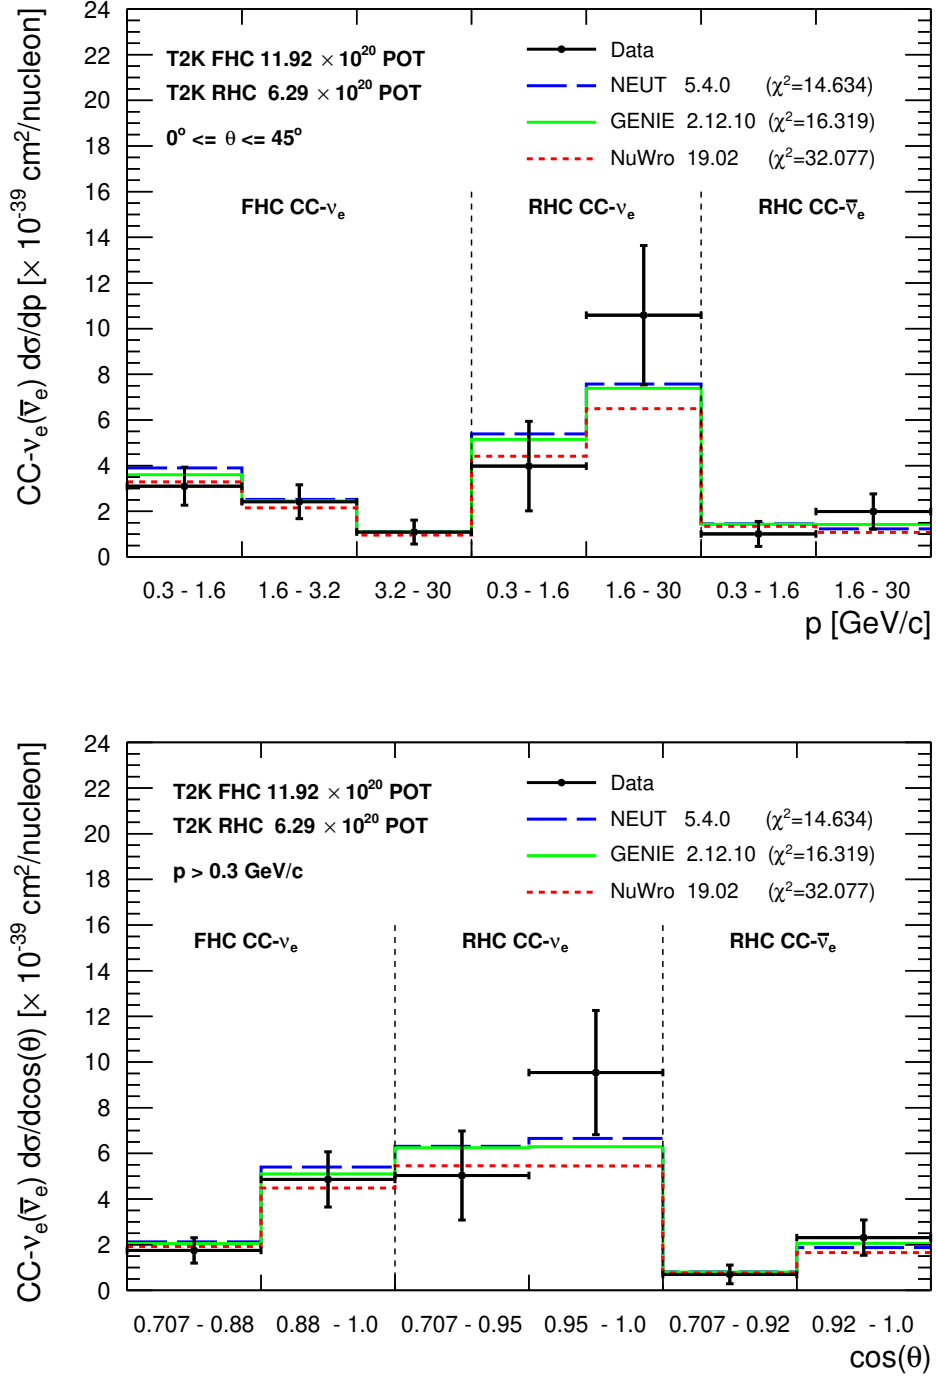 CC-νₑ(ν̅ₑ) dσ/dp [× 10⁻³⁹ cm²/nucleon]
24
22
20
18
16
14
12
10
8
6
4
2
0
T2K FHC 11.92 × 10²⁰ POT
T2K RHC 6.29 × 10²⁰ POT
0° <= θ <= 45°
Data
NEUT 5.4.0 (χ²=14.634)
GENIE 2.12.10 (χ²=16.319)
NuWro 19.02 (χ²=32.077)
FHC CC-νₑ RHC CC-νₑ RHC CC-ν̅ₑ
0.3 - 1.6 1.6 - 3.2 3.2 - 30 0.3 - 1.6 1.6 - 30 0.3 - 1.6 1.6 - 30
p [GeV/c]
CC-νₑ(ν̅ₑ) dσ/dcos(θ) [× 10⁻³⁹ cm²/nucleon]
24
22
20
18
16
14
12
10
8
6
4
2
0
T2K FHC 11.92 × 10²⁰ POT
T2K RHC 6.29 × 10²⁰ POT
p > 0.3 GeV/c
Data
NEUT 5.4.0 (χ²=14.634)
GENIE 2.12.10 (χ²=16.319)
NuWro 19.02 (χ²=32.077)
FHC CC-νₑ RHC CC-νₑ RHC CC-ν̅ₑ
0.707 - 0.88 0.88 - 1.0 0.707 - 0.95 0.95 - 1.0 0.707 - 0.92 0.92 - 1.0
cos(θ)